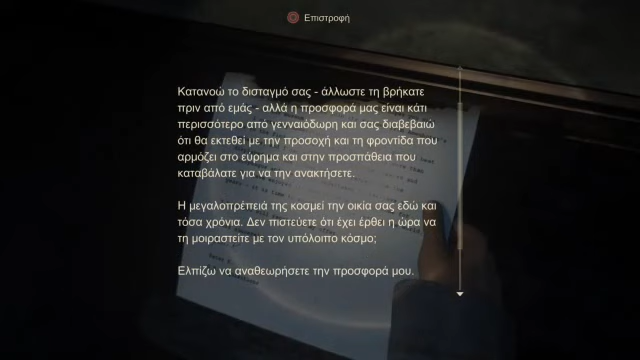 Επιστροφή
Κατανοώ το δισταγμό σας - άλλωστε τη βρήκατε
πριν από εμάς - αλλά η προσφορά μας είναι κάτι
περισσότερο από γενναιόδωρη και σας διαβεβαιώ
ότι θα εκτεθεί με την προσοχή και τη φροντίδα που
αρμόζει στο εύρημα και στην προσπάθεια που
καταβάλατε για να την ανακτήσετε.
Η μεγαλοπρέπειά της κοσμεί την οικία σας εδώ και
τόσα χρόνια. Δεν πιστεύετε ότι έχει έρθει η ώρα να
τη μοιραστείτε με τον υπόλοιπο κόσμο;
Ελπίζω να αναθεωρήσετε την προσφορά μου.